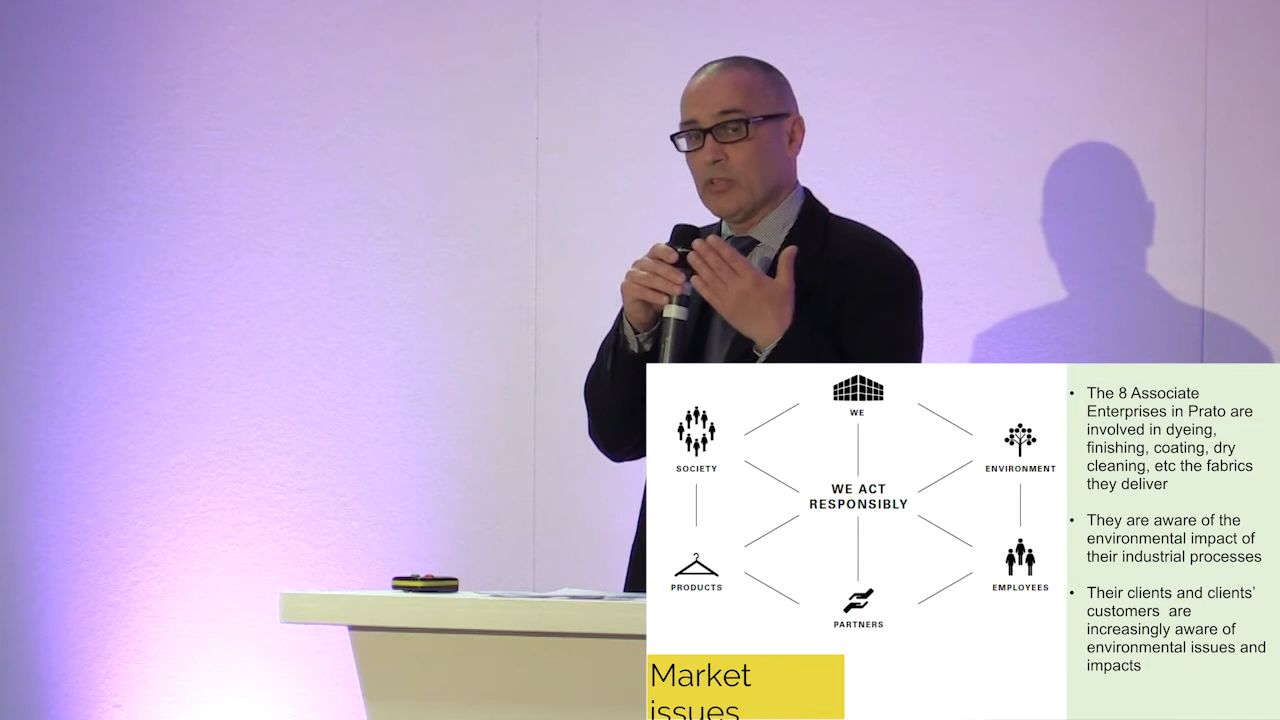 WE
SOCIETY
ENVIRONMENT
WE ACT
RESPONSIBLY
PRODUCTS
EMPLOYEES
PARTNERS
Market
issues
• The 8 Associate
Enterprises in Prato are
involved in dyeing,
finishing, coating, dry
cleaning, etc the fabrics
they deliver
• They are aware of the
environmental impact of
their industrial processes
• Their clients and clients’
customers are
increasingly aware of
environmental issues and
impacts